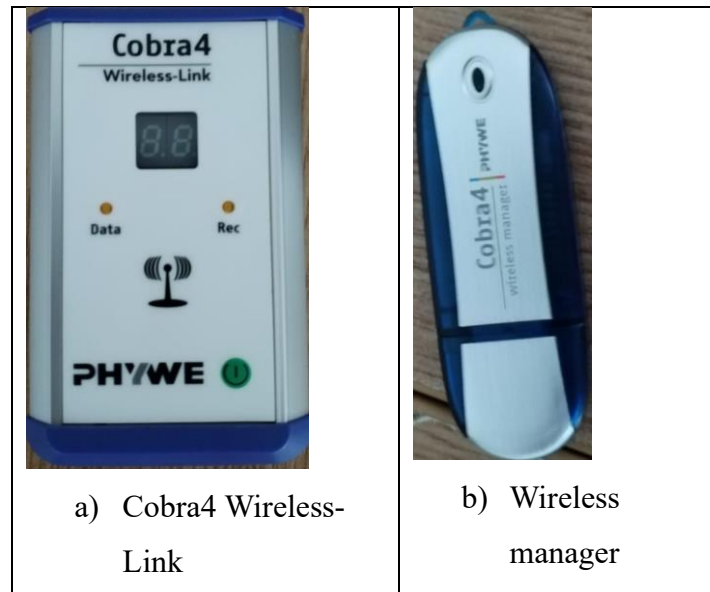 Cobra4
Wireless-Link
8.8
Data
Rec
PHYWE
Cobra4 PHYWE
wireless manager
a) Cobra4 Wireless-
Link
b) Wireless
manager